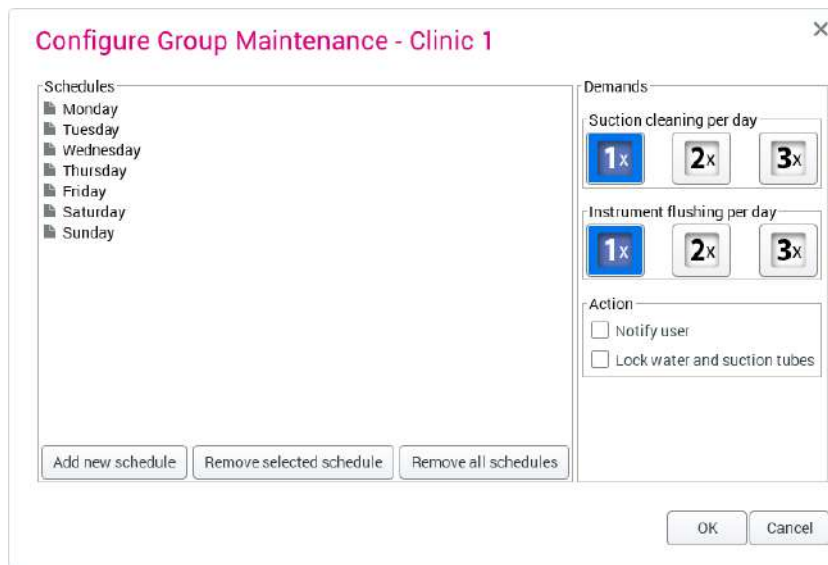 Configure Group Maintenance - Clinic 1
Schedules
Monday
Tuesday
Wednesday
Thursday
Friday
Saturday
Sunday
Add new schedule
Remove selected schedule
Remove all schedules
Demands
Suction cleaning per day
1x 2x 3x
Instrument flushing per day
1x 2x 3x
Action
Notify user
Lock water and suction tubes
OK
Cancel